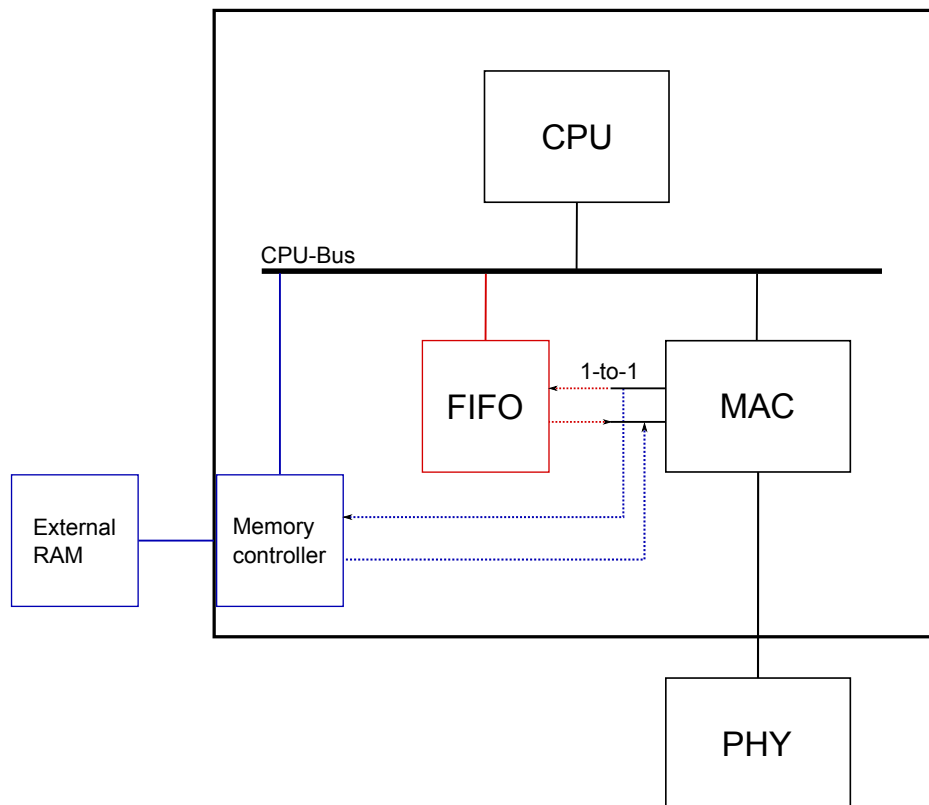 CPU
CPU-Bus
1-to-1
FIFO
MAC
External
RAM
Memory
controller
PHY